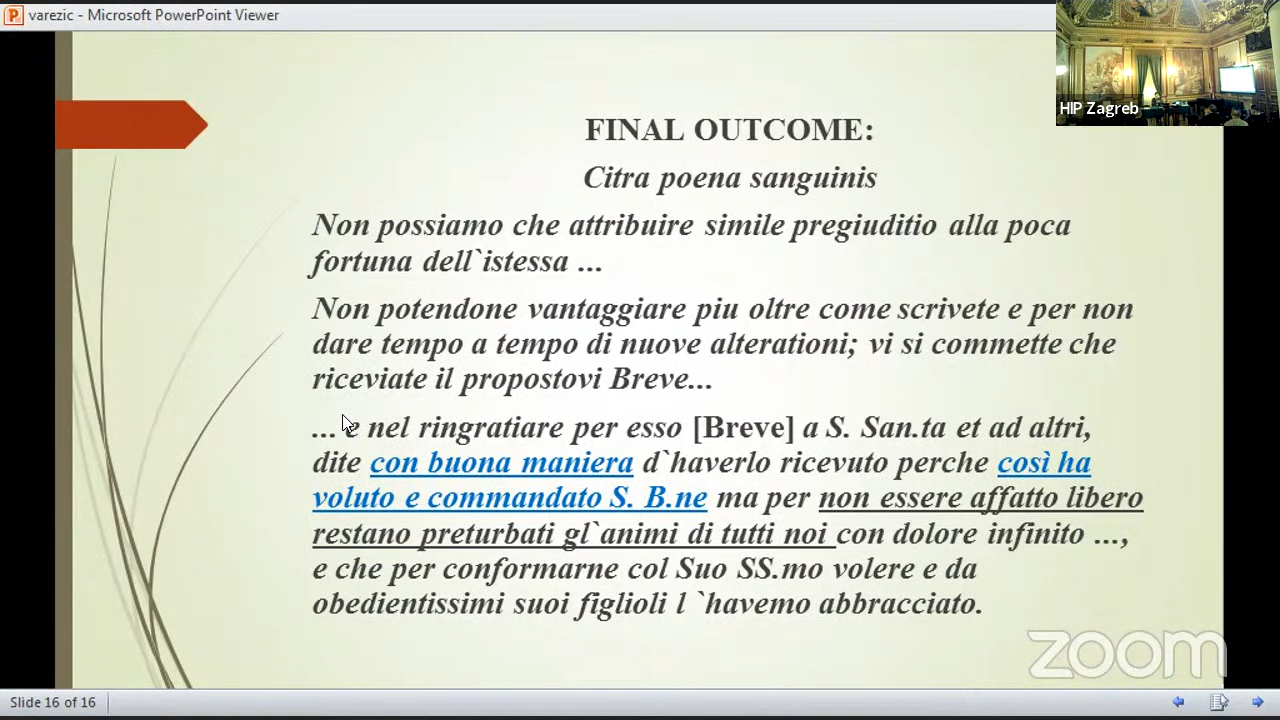 varezic - Microsoft PowerPoint Viewer
HIP Zagreb
FINAL OUTCOME:
Citra poena sanguinis
Non possiamo che attribuire simile pregiuditio alla poca
fortuna dell`istessa ...
Non potendone vantaggiare piu oltre come scrivete e per non
dare tempo a tempo di nuove alterationi; vi si commette che
riceviate il propostovi Breve...
... e nel ringratiare per esso [Breve] a S. San.ta et ad altri,
dite con buona maniera d`haverlo ricevuto perche così ha
voluto e commandato S. B.ne ma per non essere affatto libero
restano preturbati gl`animi di tutti noi con dolore infinito ...,
e che per conformarne col Suo SS.mo volere e da
obedientissimi suoi figlioli l `havemo abbracciato.
zoom
Slide 16 of 16